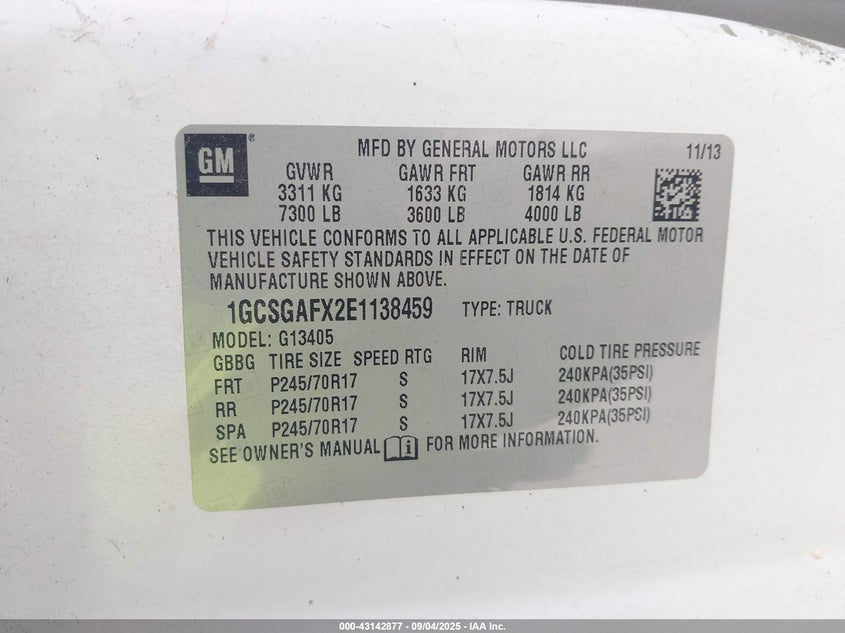 GM ®
MFD BY GENERAL MOTORS LLC 11/13
GVWR GAWR FRT GAWR RR
3311 KG 1633 KG 1814 KG
7300 LB 3600 LB 4000 LB
THIS VEHICLE CONFORMS TO ALL APPLICABLE U.S. FEDERAL MOTOR
VEHICLE SAFETY STANDARDS IN EFFECT ON THE DATE OF
MANUFACTURE SHOWN ABOVE.
1GCSGAFX2E1138459 TYPE: TRUCK
MODEL: G13405
GBBG TIRE SIZE SPEED RTG RIM COLD TIRE PRESSURE
FRT P245/70R17 S 17X7.5J 240KPA(35PSI)
RR P245/70R17 S 17X7.5J 240KPA(35PSI)
SPA P245/70R17 S 17X7.5J 240KPA(35PSI)
SEE OWNER'S MANUAL i FOR MORE INFORMATION.
000-43142877 - 09/04/2025 - IAA Inc.